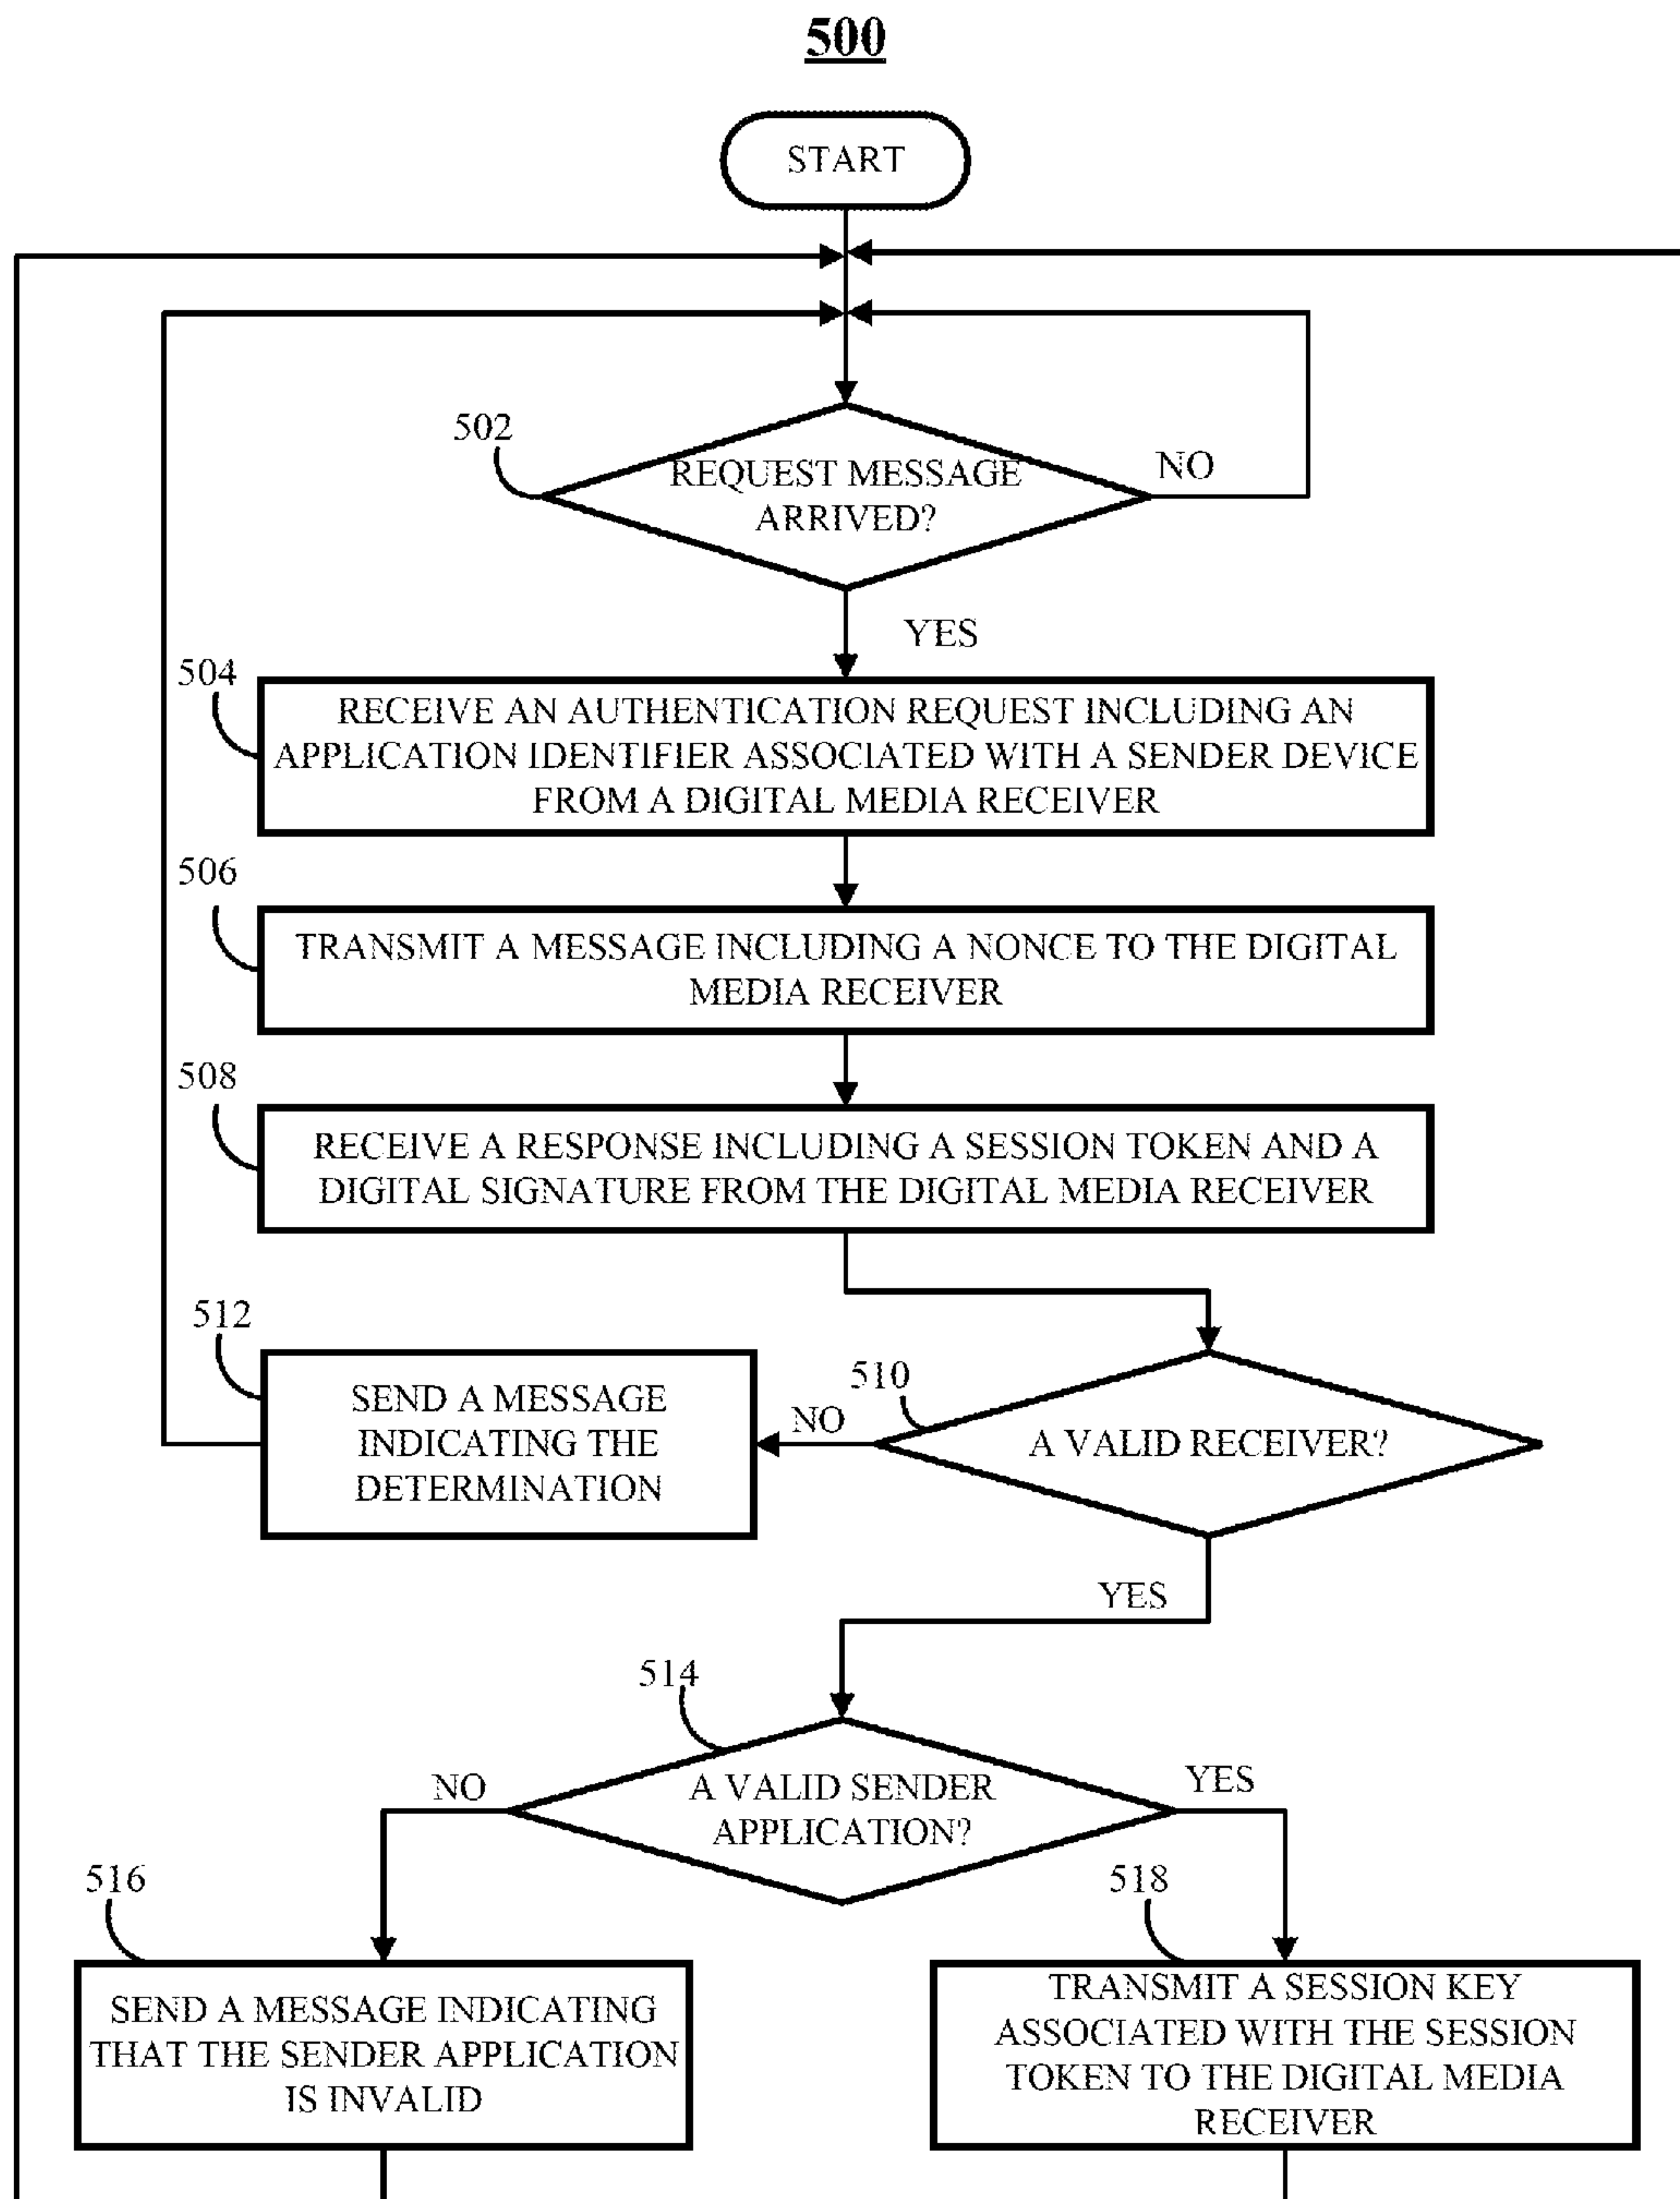 500
START
502
REQUEST MESSAGE
ARRIVED?
NO
YES
504
RECEIVE AN AUTHENTICATION REQUEST INCLUDING AN
APPLICATION IDENTIFIER ASSOCIATED WITH A SENDER DEVICE
FROM A DIGITAL MEDIA RECEIVER
506
TRANSMIT A MESSAGE INCLUDING A NONCE TO THE DIGITAL
MEDIA RECEIVER
508
RECEIVE A RESPONSE INCLUDING A SESSION TOKEN AND A
DIGITAL SIGNATURE FROM THE DIGITAL MEDIA RECEIVER
512
SEND A MESSAGE
INDICATING THE
DETERMINATION
510
NO
A VALID RECEIVER?
YES
514
NO
A VALID SENDER
APPLICATION?
YES
516
SEND A MESSAGE INDICATING
THAT THE SENDER APPLICATION
IS INVALID
518
TRANSMIT A SESSION KEY
ASSOCIATED WITH THE SESSION
TOKEN TO THE DIGITAL MEDIA
RECEIVER